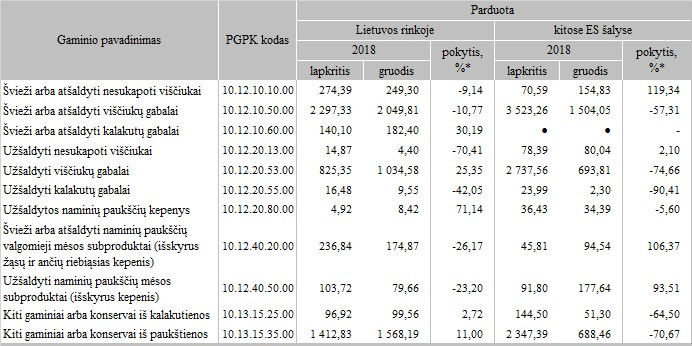 Gaminio pavadinimas PGPK kodas Parduota
Lietuvos rinkoje kitose ES šalyse
2018 pokytis, %* 2018 pokytis, %*
lapkritis gruodis lapkritis gruodis
Švieži arba atšaldyti nesukapoti viščiukai 10.12.10.10.00 274,39 249,30 -9,14 70,59 154,83 119,34
Švieži arba atšaldyti viščiukų gabalai 10.12.10.50.00 2 297,33 2 049,81 -10,77 3 523,26 1 504,05 -57,31
Švieži arba atšaldyti kalakutų gabalai 10.12.10.60.00 140,10 182,40 30,19 ● ● -
Užšaldyti nesukapoti viščiukai 10.12.20.13.00 14,87 4,40 -70,41 78,39 80,04 2,10
Užšaldyti viščiukų gabalai 10.12.20.53.00 825,35 1 034,58 25,35 2 737,56 693,81 -74,66
Užšaldyti kalakutų gabalai 10.12.20.55.00 16,48 9,55 -42,05 23,99 2,30 -90,41
Užšaldytos naminių paukščių kepenys 10.12.20.80.00 4,92 8,42 71,14 36,43 34,39 -5,60
Švieži arba atšaldyti naminių paukščių
valgomieji mėsos subproduktai (išskyrus 10.12.40.20.00 236,84 174,87 -26,17 45,81 94,54 106,37
žąsų ir ančių riebiąsias kepenis)
Užšaldyti naminių paukščių mėsos
subproduktai (išskyrus kepenis) 10.12.40.50.00 103,72 79,66 -23,20 91,80 177,64 93,51
Kiti gaminiai arba konservai iš kalakutienos 10.13.15.25.00 96,92 99,56 2,72 144,50 51,30 -64,50
Kiti gaminiai arba konservai iš paukštienos 10.13.15.35.00 1 412,83 1 568,19 11,00 2 347,39 688,46 -70,67